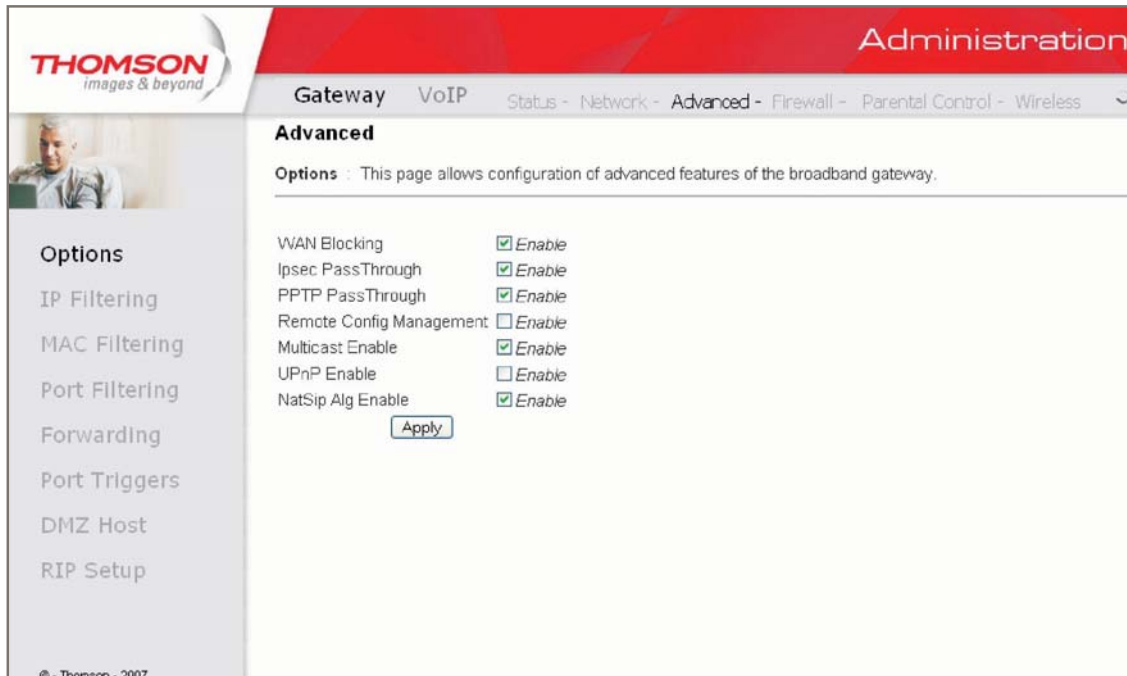 THOMSON
images & beyond
Administration
Gateway VoIP Status - Network - Advanced - Firewall - Parental Control - Wireless
Advanced
Options : This page allows configuration of advanced features of the broadband gateway.
Options
IP Filtering
MAC Filtering
Port Filtering
Forwarding
Port Triggers
DMZ Host
RIP Setup
WAN Blocking Enable
Ipsec PassThrough Enable
PPTP PassThrough Enable
Remote Config Management Enable
Multicast Enable Enable
UPnP Enable Enable
NatSip Alg Enable Enable
Apply
© - Thomson - 2007